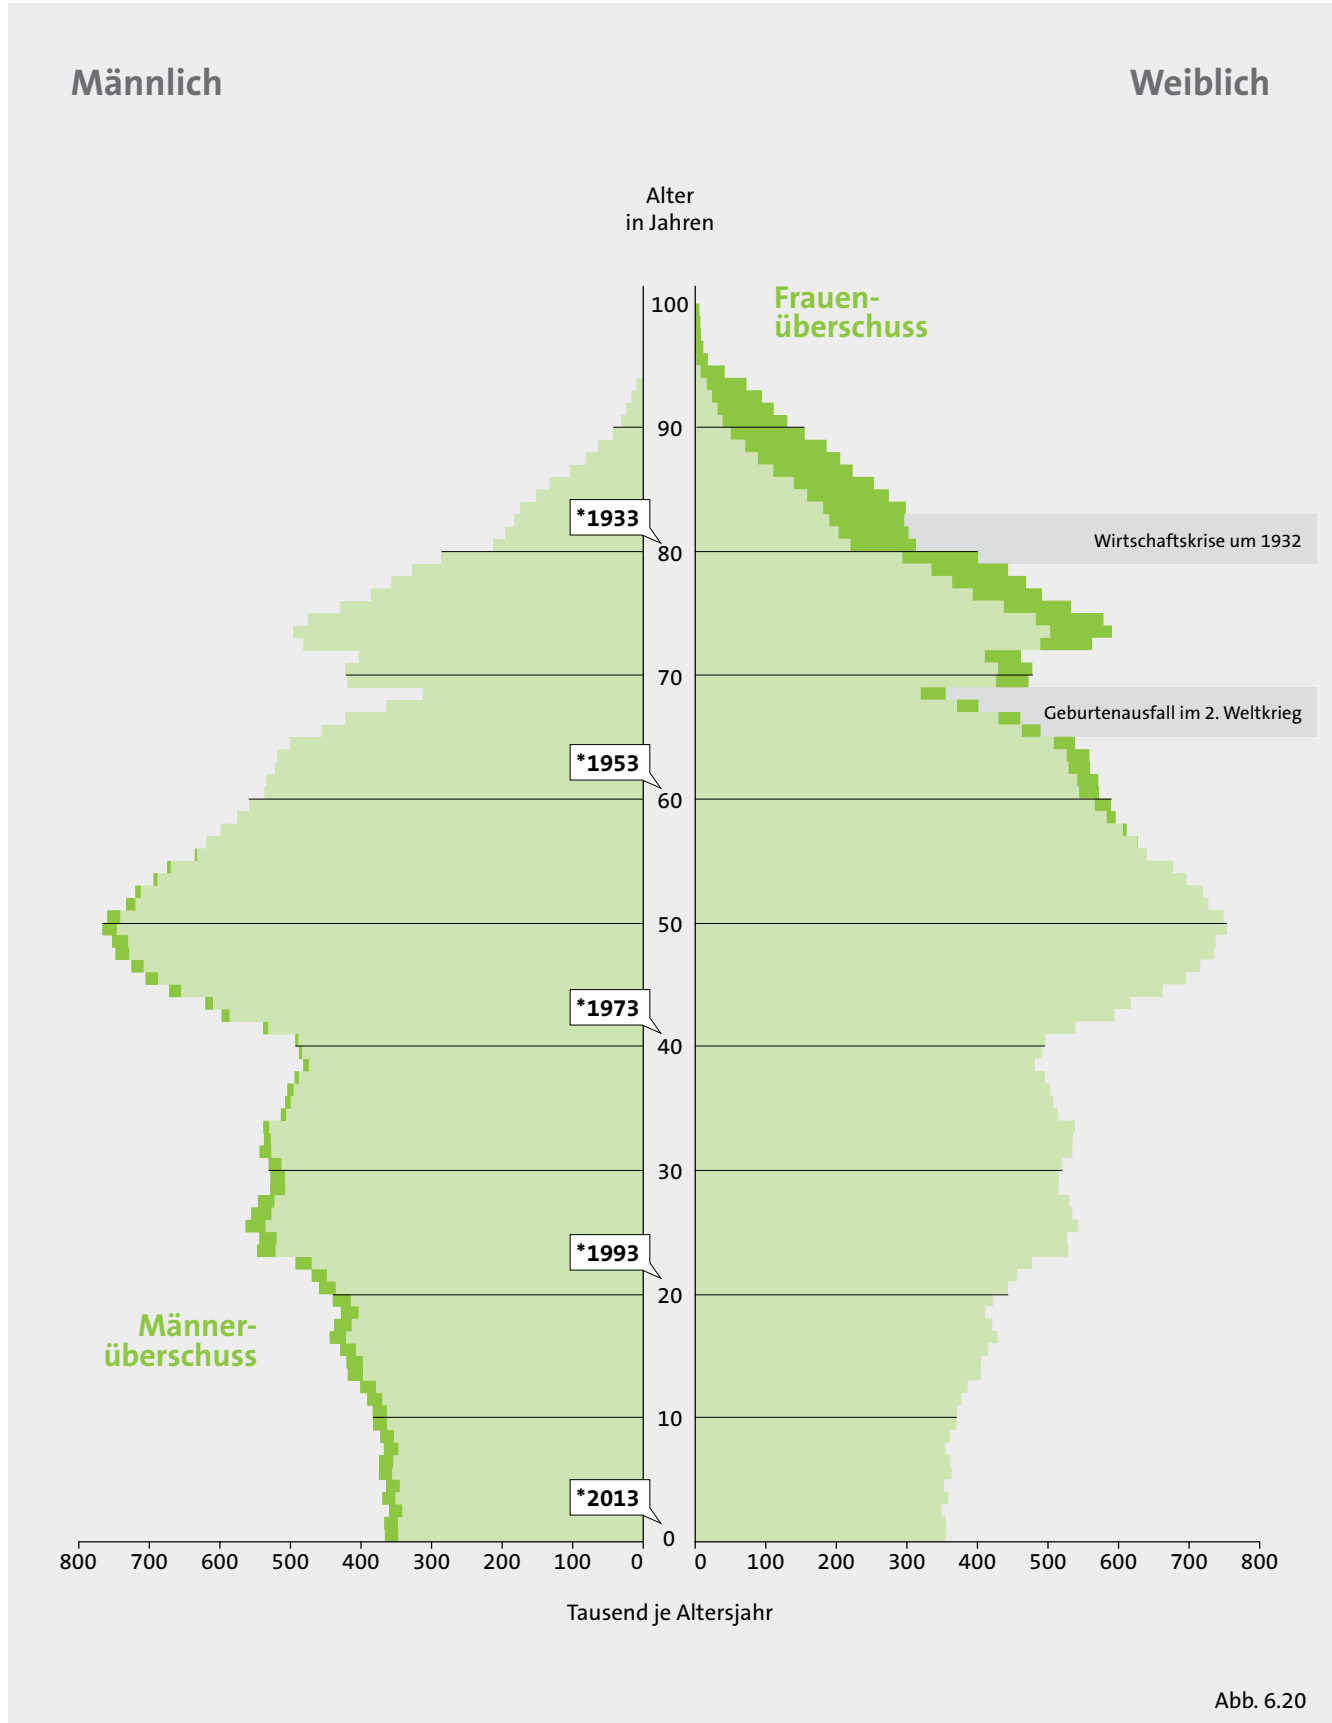 Männlich
Weiblich
Alter
in Jahren
100
Frauen-
überschuss
90
*1933
Wirtschaftskrise um 1932
80
70
Geburtenausfall im 2. Weltkrieg
*1953
60
50
*1973
40
30
*1993
20
Männer-
überschuss
10
*2013
0
800 700 600 500 400 300 200 100 0 0 100 200 300 400 500 600 700 800
Tausend je Altersjahr
Abb. 6.20